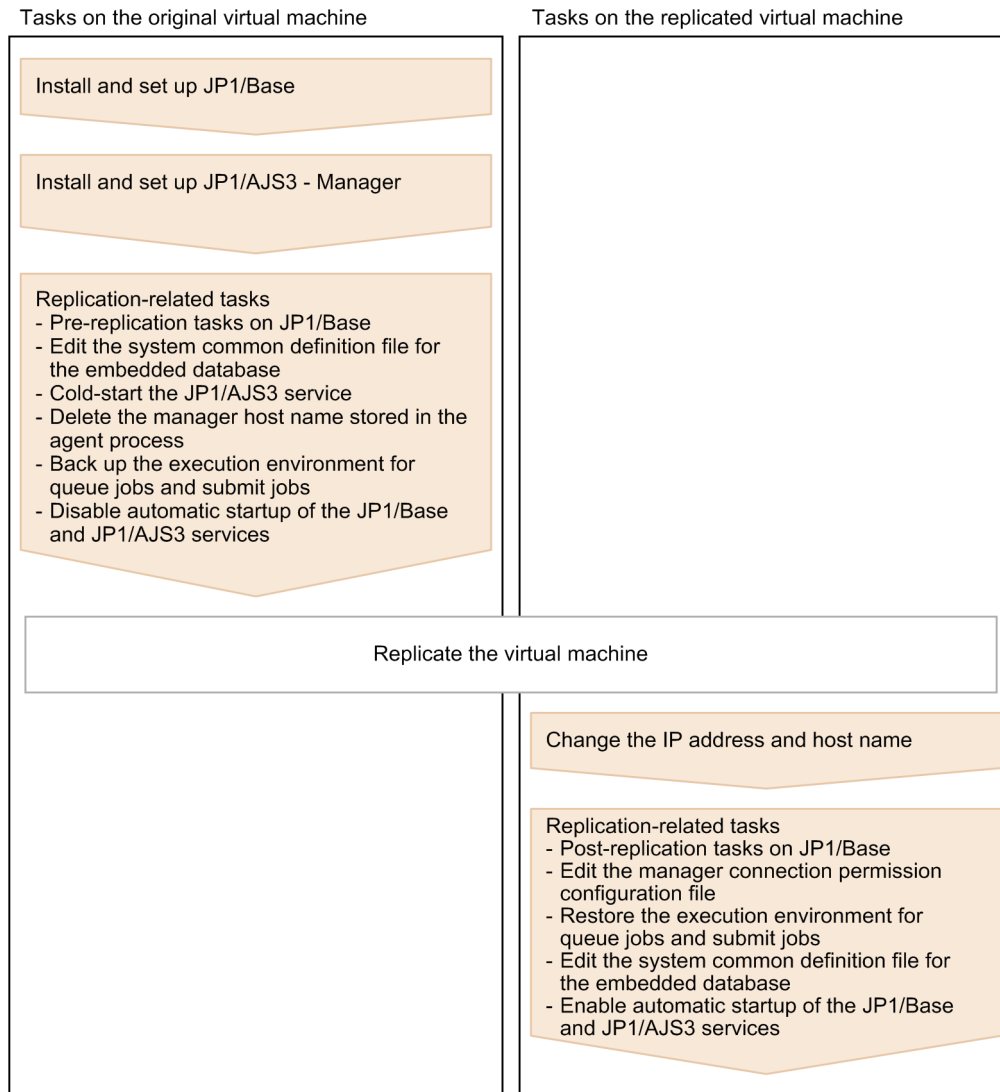 Tasks on the original virtual machine
Tasks on the replicated virtual machine
Install and set up JP1/Base
Install and set up JP1/AJS3 - Manager
Replication-related tasks
- Pre-replication tasks on JP1/Base
- Edit the system common definition file for
the embedded database
- Cold-start the JP1/AJS3 service
- Delete the manager host name stored in the
agent process
- Back up the execution environment for
queue jobs and submit jobs
- Disable automatic startup of the JP1/Base
and JP1/AJS3 services
Replicate the virtual machine
Change the IP address and host name
Replication-related tasks
- Post-replication tasks on JP1/Base
- Edit the manager connection permission
configuration file
- Restore the execution environment for
queue jobs and submit jobs
- Edit the system common definition file for
the embedded database
- Enable automatic startup of the JP1/Base
and JP1/AJS3 services